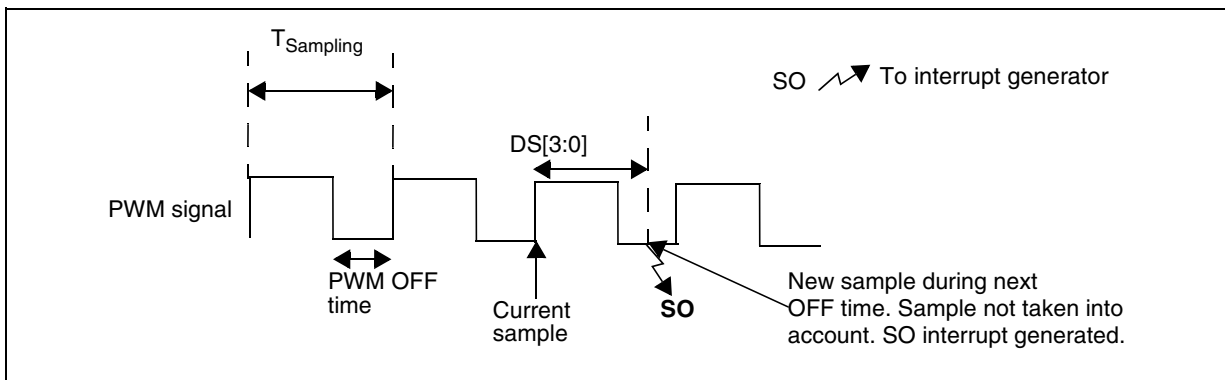 TSampling
SO To interrupt generator
DS[3:0]
PWM signal
PWM OFF
time
Current
sample
SO
New sample during next
OFF time. Sample not taken into
account. SO interrupt generated.